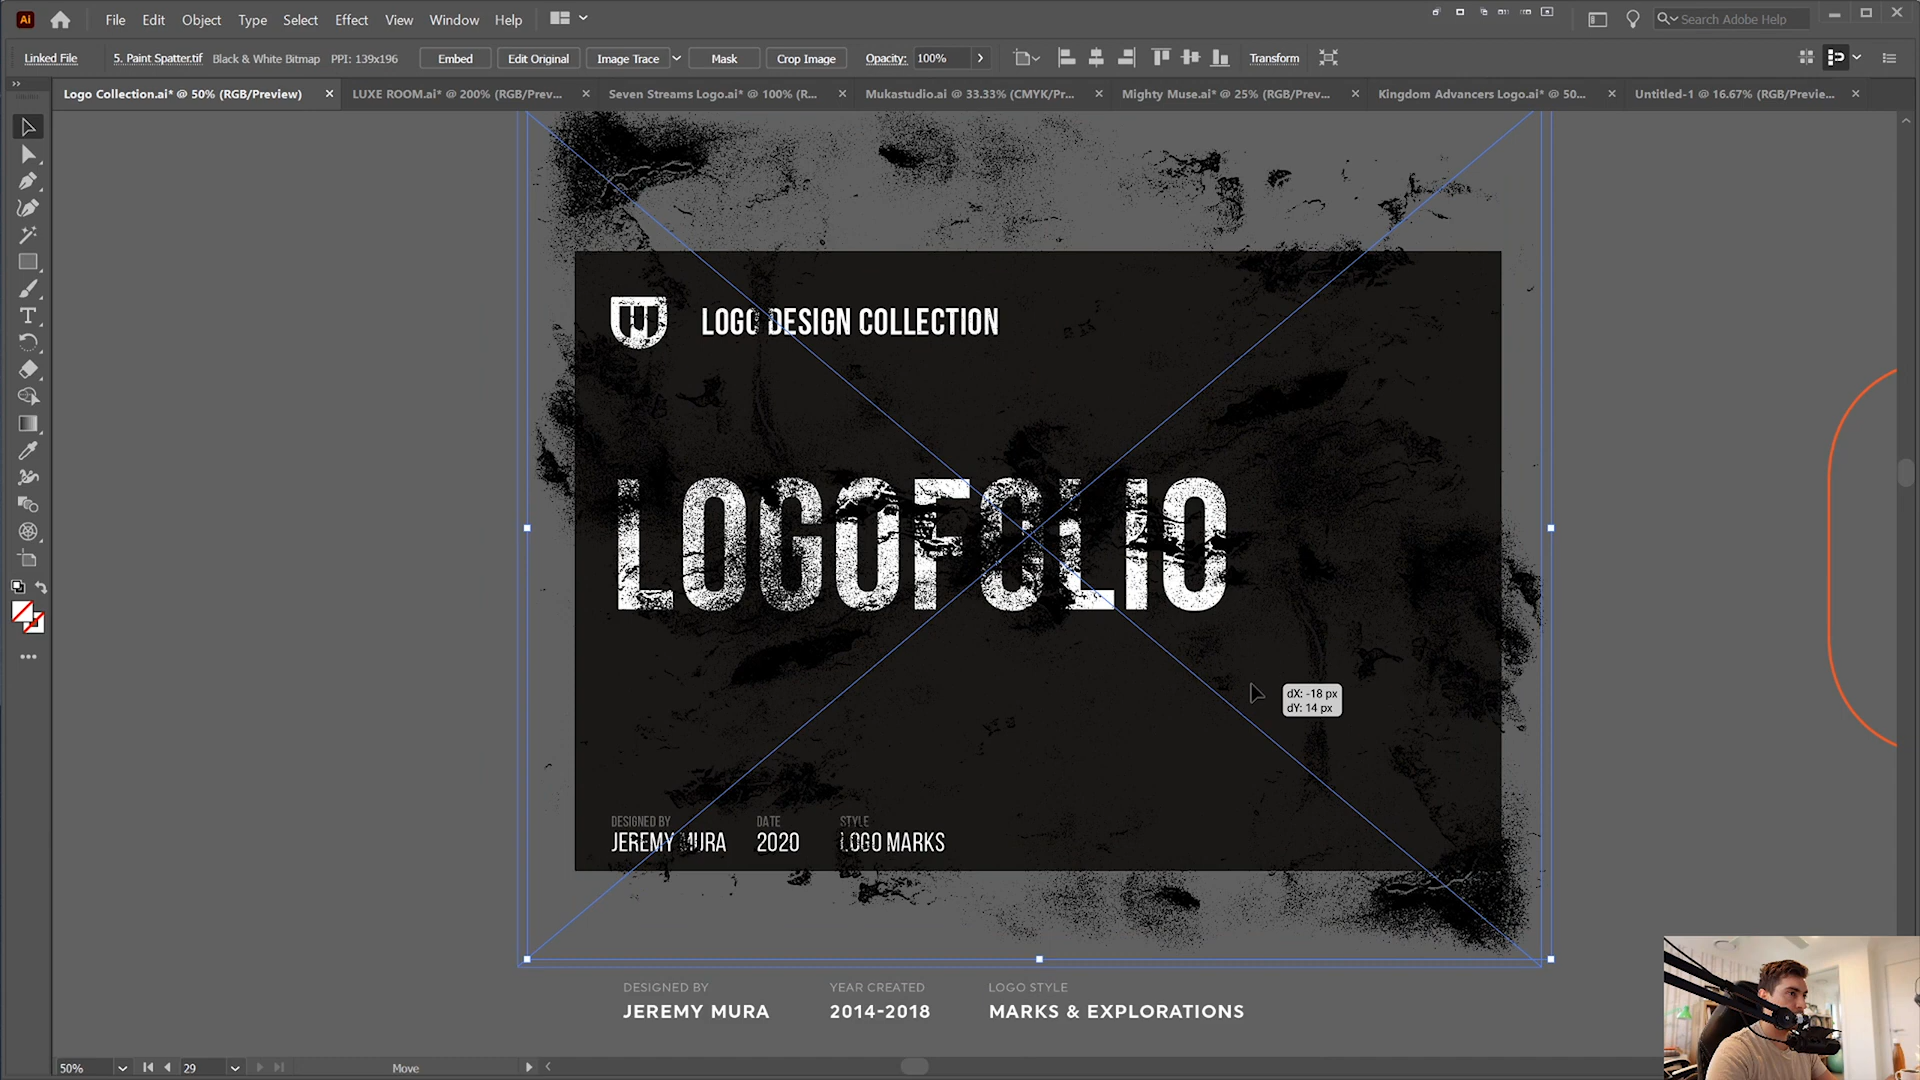 Ai File Edit Object Type Select Effect View Window Help Search Adobe Help
Linked File 5. Paint Spatter.tif Black & White Bitmap PPI: 139x196 Embed Edit Original Image Trace Mask Crop Image Opacity: 100% Transform
Logo Collection.ai* @ 50% (RGB/Preview) LUXE ROOM.ai* @ 200% (RGB/Prev... Seven Streams Logo.ai* @ 100% (R... Mukastudio.ai @ 33.33% (CMYK/Pr... Mighty Muse.ai* @ 25% (RGB/Prev... Kingdom Advancers Logo.ai* @ 50... Untitled-1 @ 16.67% (RGB/Previe...
LOGO DESIGN COLLECTION
LOGOFOLIO
dX: -18 px
dY: 14 px
DESIGNED BY DATE STYLE
JEREMY MURA 2020 LOGO MARKS
DESIGNED BY YEAR CREATED LOGO STYLE
JEREMY MURA 2014-2018 MARKS & EXPLORATIONS
50% 29 Move